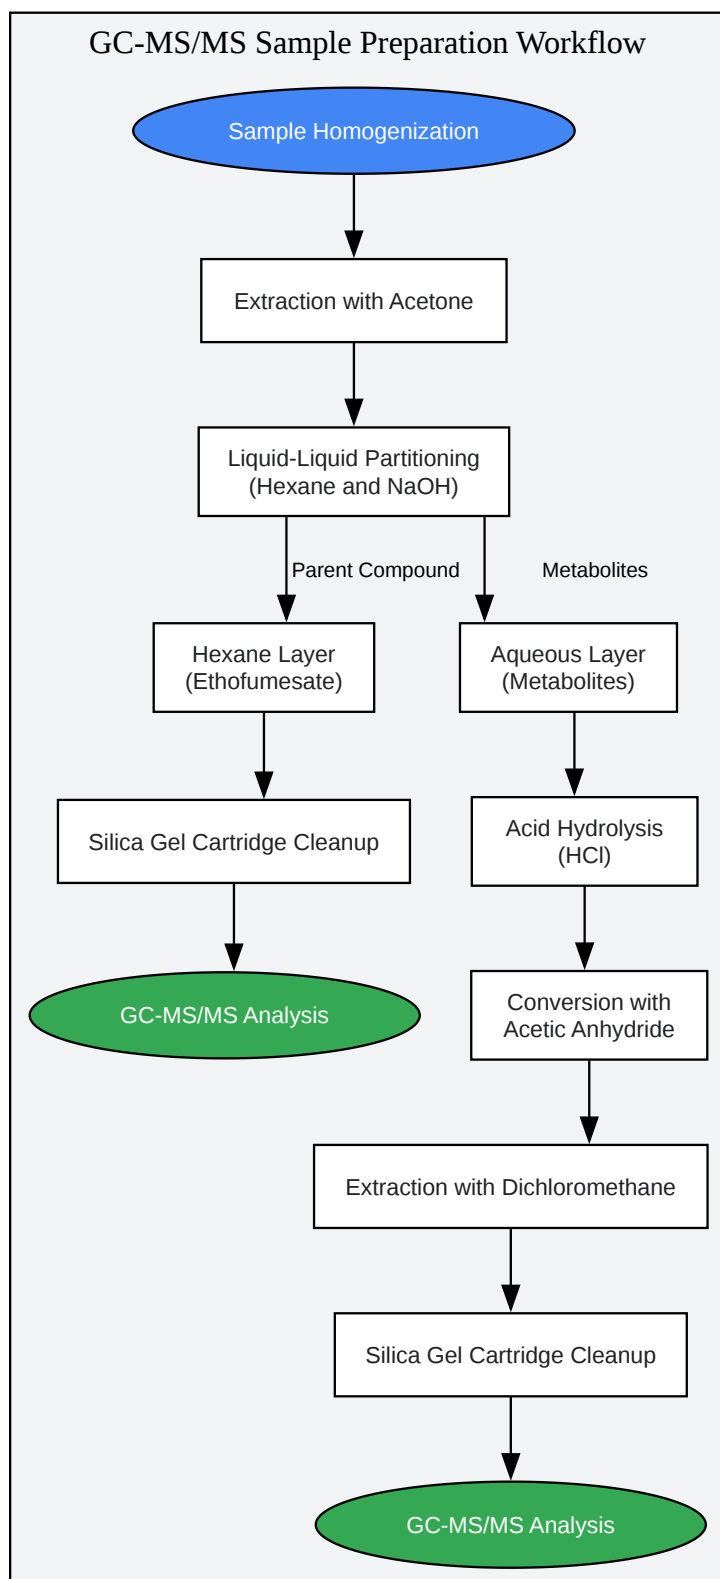 GC-MS/MS Sample Preparation Workflow
Sample Homogenization
Extraction with Acetone
Liquid-Liquid Partitioning
(Hexane and NaOH)
Parent Compound
Metabolites
Hexane Layer
(Ethofumesate)
Aqueous Layer
(Metabolites)
Silica Gel Cartridge Cleanup
Acid Hydrolysis
(HCl)
GC-MS/MS Analysis
Conversion with
Acetic Anhydride
Extraction with Dichloromethane
Silica Gel Cartridge Cleanup
GC-MS/MS Analysis